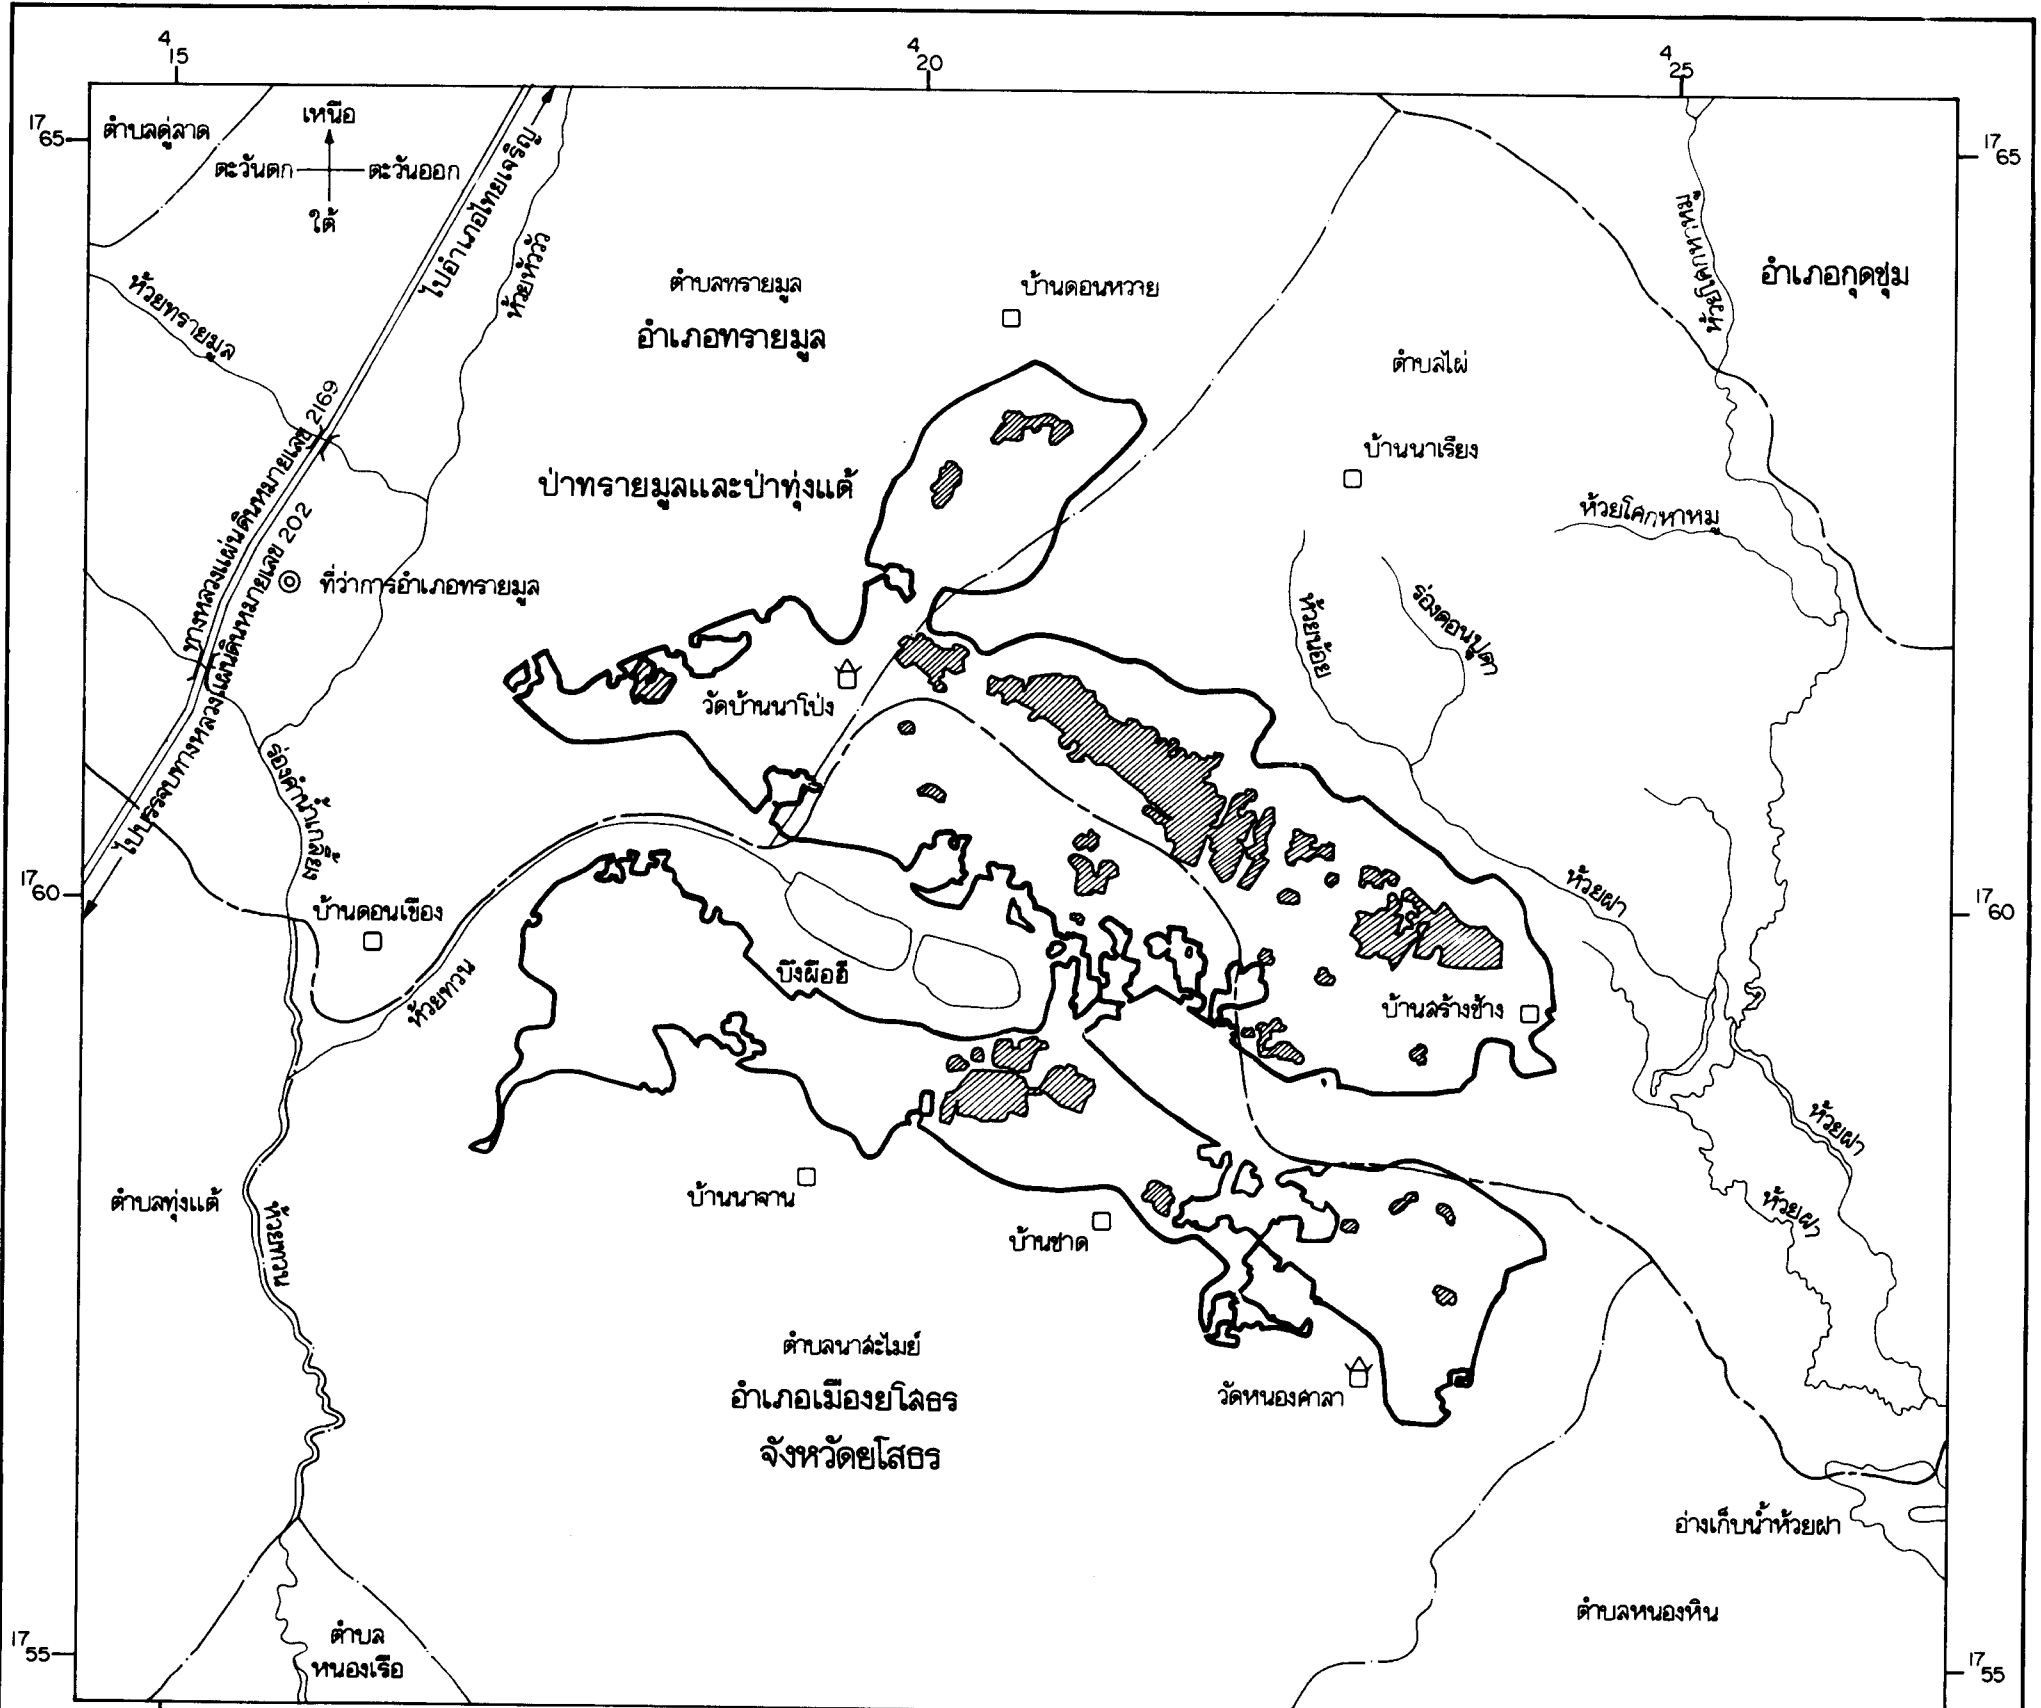 4 15
4 20
4 25
17 65
17 65
ตำบลดู่ลาด
เหนือ
ตะวันตก
ตะวันออก
ใต้
ไปอำเภอไทยเจริญ
ห้วยหัววัว
ห้วยทรายมูล
ตำบลทรายมูล
อำเภอทรายมูล
บ้านดอนหวาย
ห้วยโคกหาหมู
อำเภอกุดชุม
ตำบลไผ่
บ้านนาเรียง
ป่าทรายมูลและป่าทุ่งแต้
ห้วยโคกหาหมู
ทางหลวงแผ่นดินหมายเลข 2169
ไปบรรจบทางหลวงแผ่นดินหมายเลข 202
ที่ว่าการอำเภอทรายมูล
ห้วยน้อย
ร่องดอนปู่ตา
วัดบ้านนาโป่ง
ร่องคำน้ำเกลี้ยง
17 60
17 60
บ้านดอนเขือง
ห้วยทวน
บึงผือฮี
ห้วยฝา
บ้านสร้างช้าง
ห้วยฝา
ห้วยฝา
ตำบลทุ่งแต้
ห้วยทวน
บ้านนาจาน
บ้านชาด
ตำบลนาสะไมย์
อำเภอเมืองยโสธร
จังหวัดยโสธร
วัดหนองศาลา
อ่างเก็บน้ำห้วยฝา
ตำบลหนองหิน
ตำบล
หนองเรือ
17 55
17 55